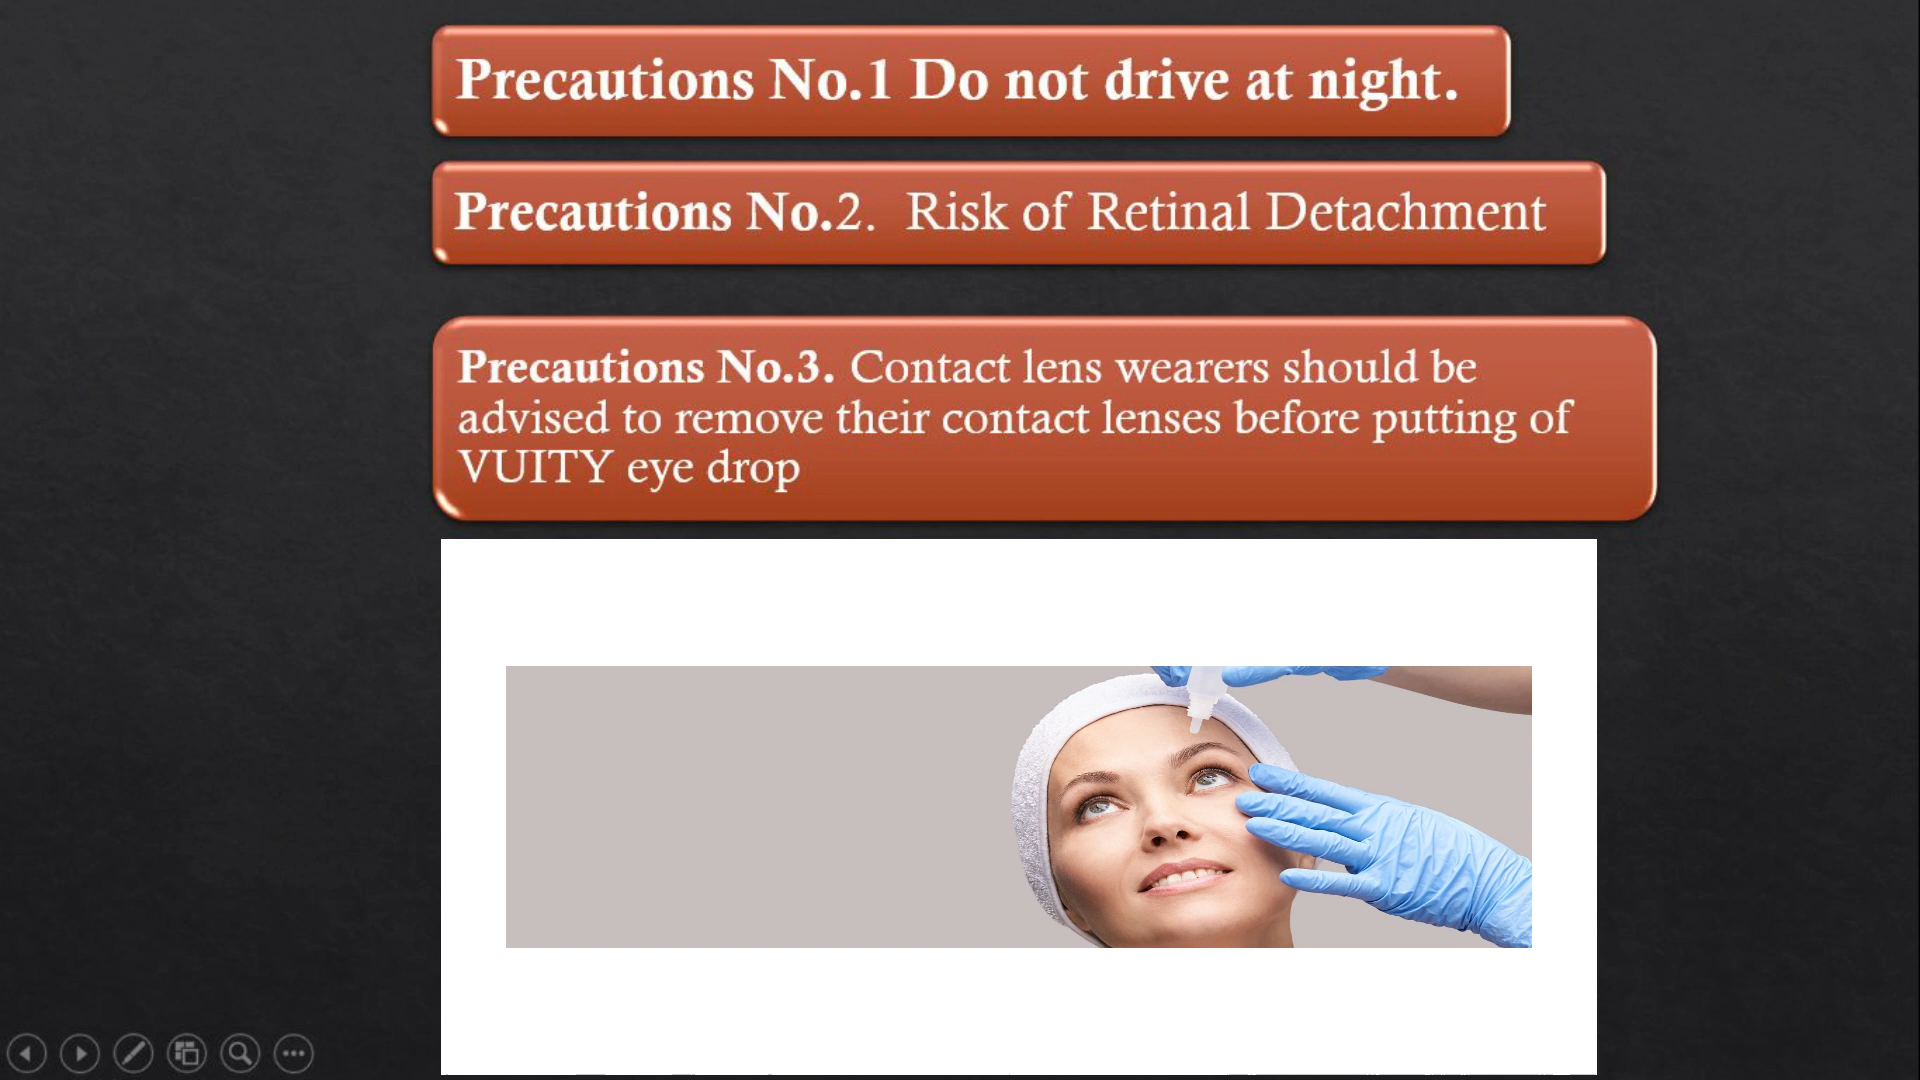 Precautions No.1 Do not drive at night.
Precautions No.2. Risk of Retinal Detachment
Precautions No.3. Contact lens wearers should be
advised to remove their contact lenses before putting of
VUITY eye drop